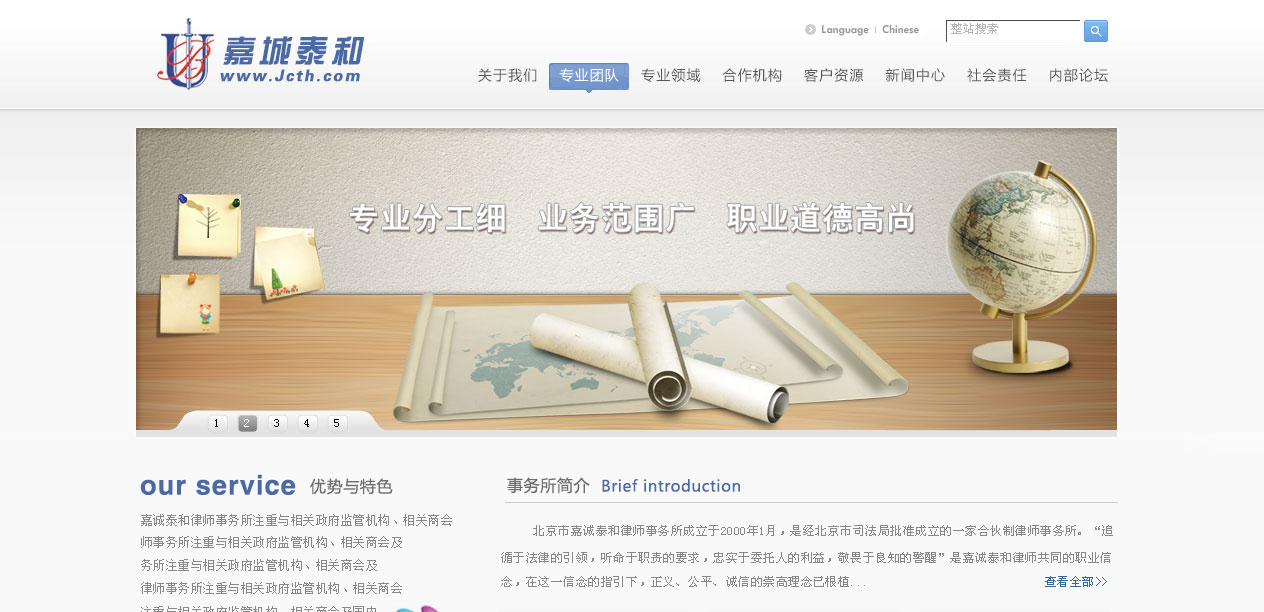 嘉城泰和
www.Jcth.com
Language | Chinese
整站搜索
关于我们 专业团队 专业领域 合作机构 客户资源 新闻中心 社会责任 内部论坛
专业分工细 业务范围广 职业道德高尚
1 2 3 4 5
our service 优势与特色
嘉诚泰和律师事务所注重与相关政府监管机构、相关商会
师事务所注重与相关政府监管机构、相关商会及
务所注重与相关政府监管机构、相关商会及
律师事务所注重与相关政府监管机构、相关商会
注重与相关政府监管机构、相关商会及国内
事务所简介 Brief introduction
北京市嘉诚泰和律师事务所成立于2000年1月，是经北京市司法局批准成立的一家合伙制律师事务所。“追
循于法律的引领，听命于职责的要求，忠实于委托人的利益，敬畏于良知的警醒”是嘉诚泰和律师共同的职业信
念，在这一信念的指引下，正义、公平、诚信的崇高理念已根植...
查看全部>>